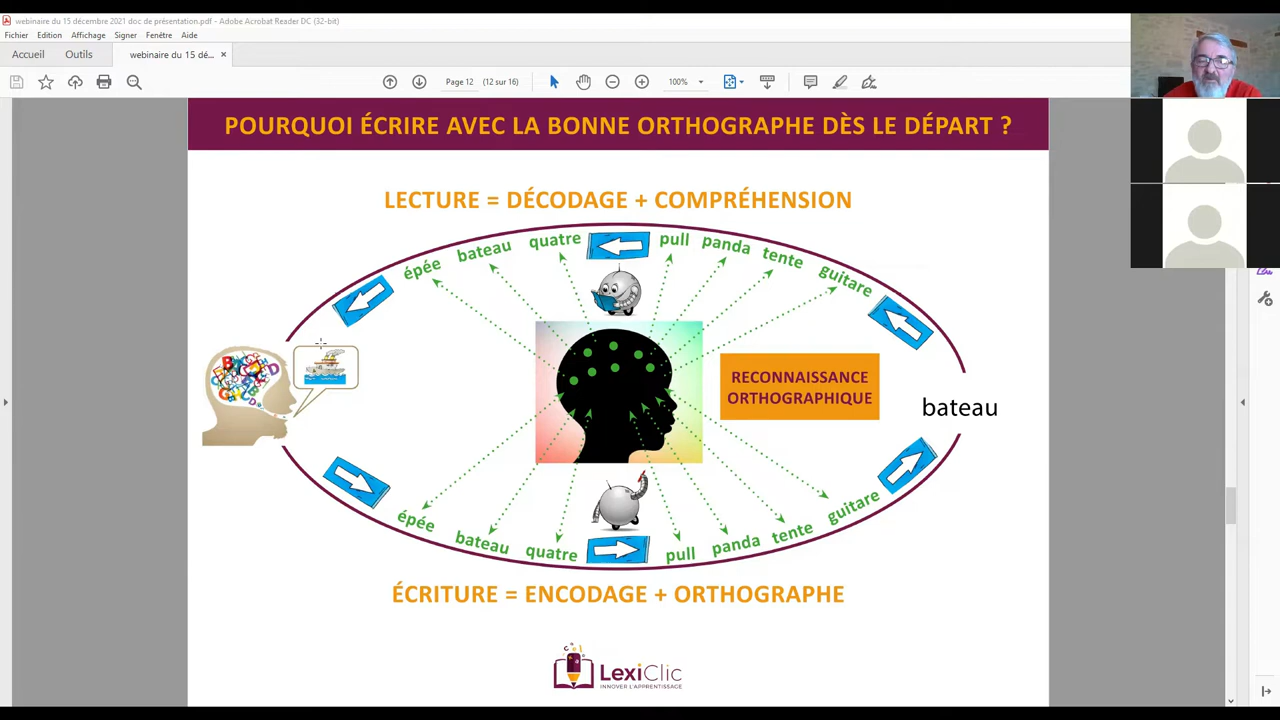 webinaire du 15 décembre 2021 doc de présentation.pdf - Adobe Acrobat Reader DC (32-bit)
Fichier Edition Affichage Signer Fenêtre Aide
Accueil Outils webinaire du 15 dé... ×
Page 12 (12 sur 16) 100%
POURQUOI ÉCRIRE AVEC LA BONNE ORTHOGRAPHE DÈS LE DÉPART ?
LECTURE = DÉCODAGE + COMPRÉHENSION
épée bateau quatre pull panda tente guitare
RECONNAISSANCE
ORTHOGRAPHIQUE
bateau
épée bateau quatre pull panda tente guitare
ÉCRITURE = ENCODAGE + ORTHOGRAPHE
LexiClic
INNOVER L'APPRENTISSAGE